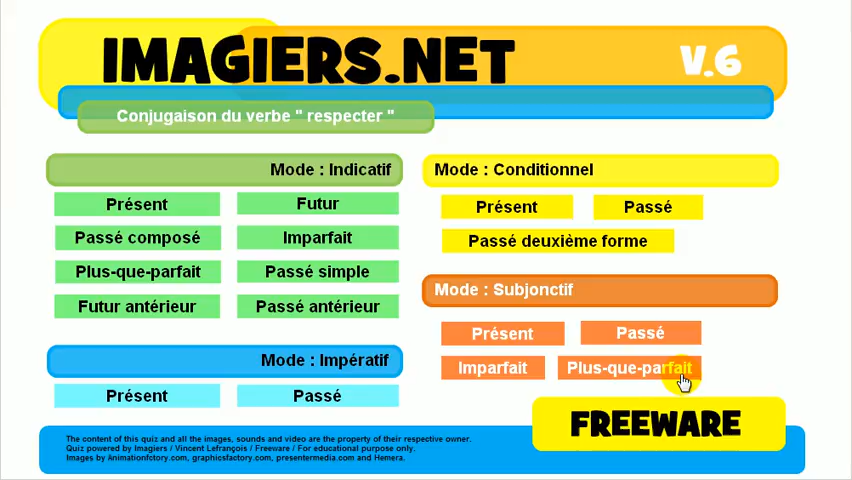 IMAGIERS.NET
V.6
Conjugaison du verbe " respecter "
Mode : Indicatif
Présent
Futur
Passé composé
Imparfait
Plus-que-parfait
Passé simple
Futur antérieur
Passé antérieur
Mode : Impératif
Présent
Passé
Mode : Conditionnel
Présent
Passé
Passé deuxième forme
Mode : Subjonctif
Présent
Passé
Imparfait
Plus-que-parfait
FREEWARE
The content of this quiz and all the images, sounds and video are the property of their respective owner.
Quiz powered by Imagiers / Vincent Lefrançois / Freeware / For educational purpose only.
Images by Animationfctory.com, graphicsfactory.com, presentermedia.com and Hemera.